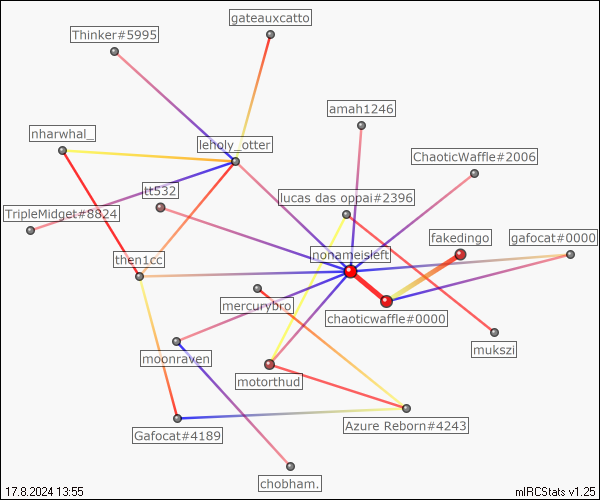 gateauxcatto
Thinker#5995
amah1246
nharwhal_
leholy_otter
ChaoticWaffle#2006
tt532
lucas das oppai#2396
TripleMidget#8824
fakedingo
gafocat#0000
nonameisleft
then1cc
mercurybro
chaoticwaffle#0000
mukszi
moonraven
motorthud
Azure Reborn#4243
Gafocat#4189
chobham.
17.8.2024 13:55
mIRCStats v1.25